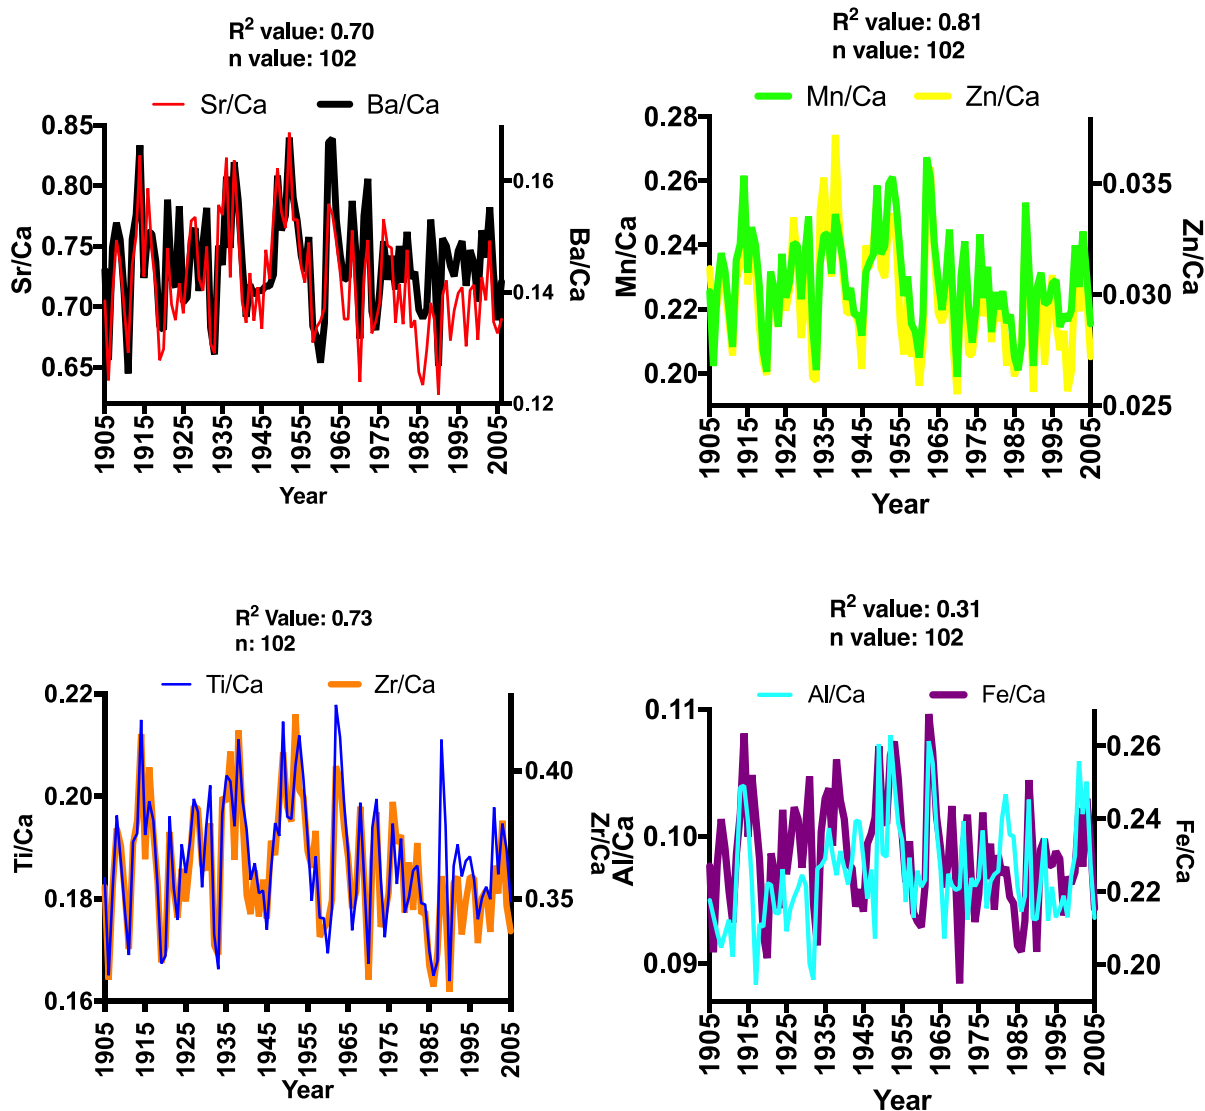 R² value: 0.70
n value: 102
Sr/Ca Ba/Ca
0.85
0.80
0.75
0.70
0.65
Sr/Ca
0.16
0.14
0.12
Ba/Ca
1905 1915 1925 1935 1945 1955 1965 1975 1985 1995 2005
Year
R² value: 0.81
n value: 102
Mn/Ca Zn/Ca
0.28
0.26
0.24
0.22
0.20
Mn/Ca
0.035
0.030
0.025
Zn/Ca
1905 1915 1925 1935 1945 1955 1965 1975 1985 1995 2005
Year
R² Value: 0.73
n: 102
Ti/Ca Zr/Ca
0.22
0.20
0.18
0.16
Ti/Ca
0.40
0.35
Zr/Ca
1905 1915 1925 1935 1945 1955 1965 1975 1985 1995 2005
Year
R² value: 0.31
n value: 102
Al/Ca Fe/Ca
0.11
0.10
0.09
Al/Ca
0.26
0.24
0.22
0.20
Fe/Ca
1905 1915 1925 1935 1945 1955 1965 1975 1985 1995 2005
Year